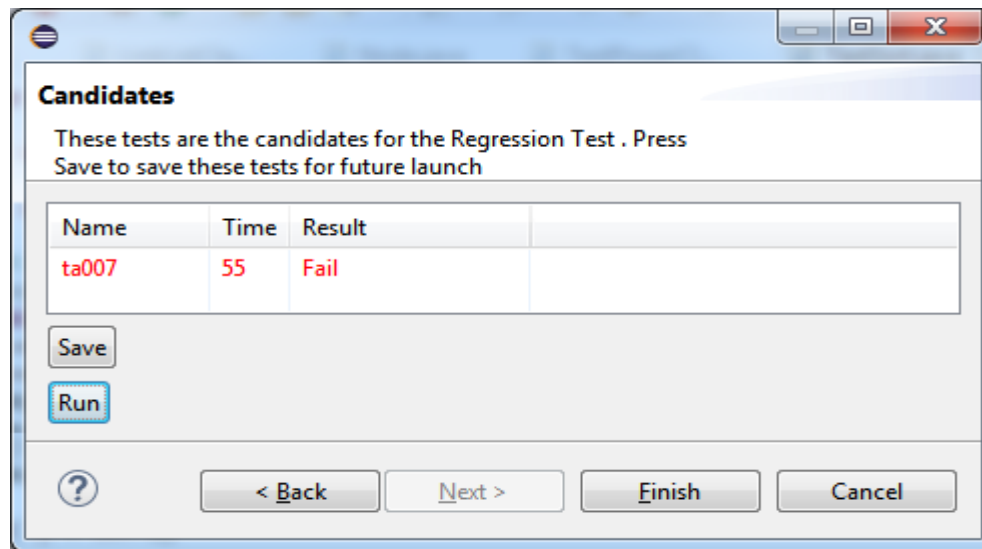 Candidates
These tests are the candidates for the Regression Test . Press
Save to save these tests for future launch
Name Time Result
ta007 55 Fail
Save
Run
< Back Next > Finish Cancel